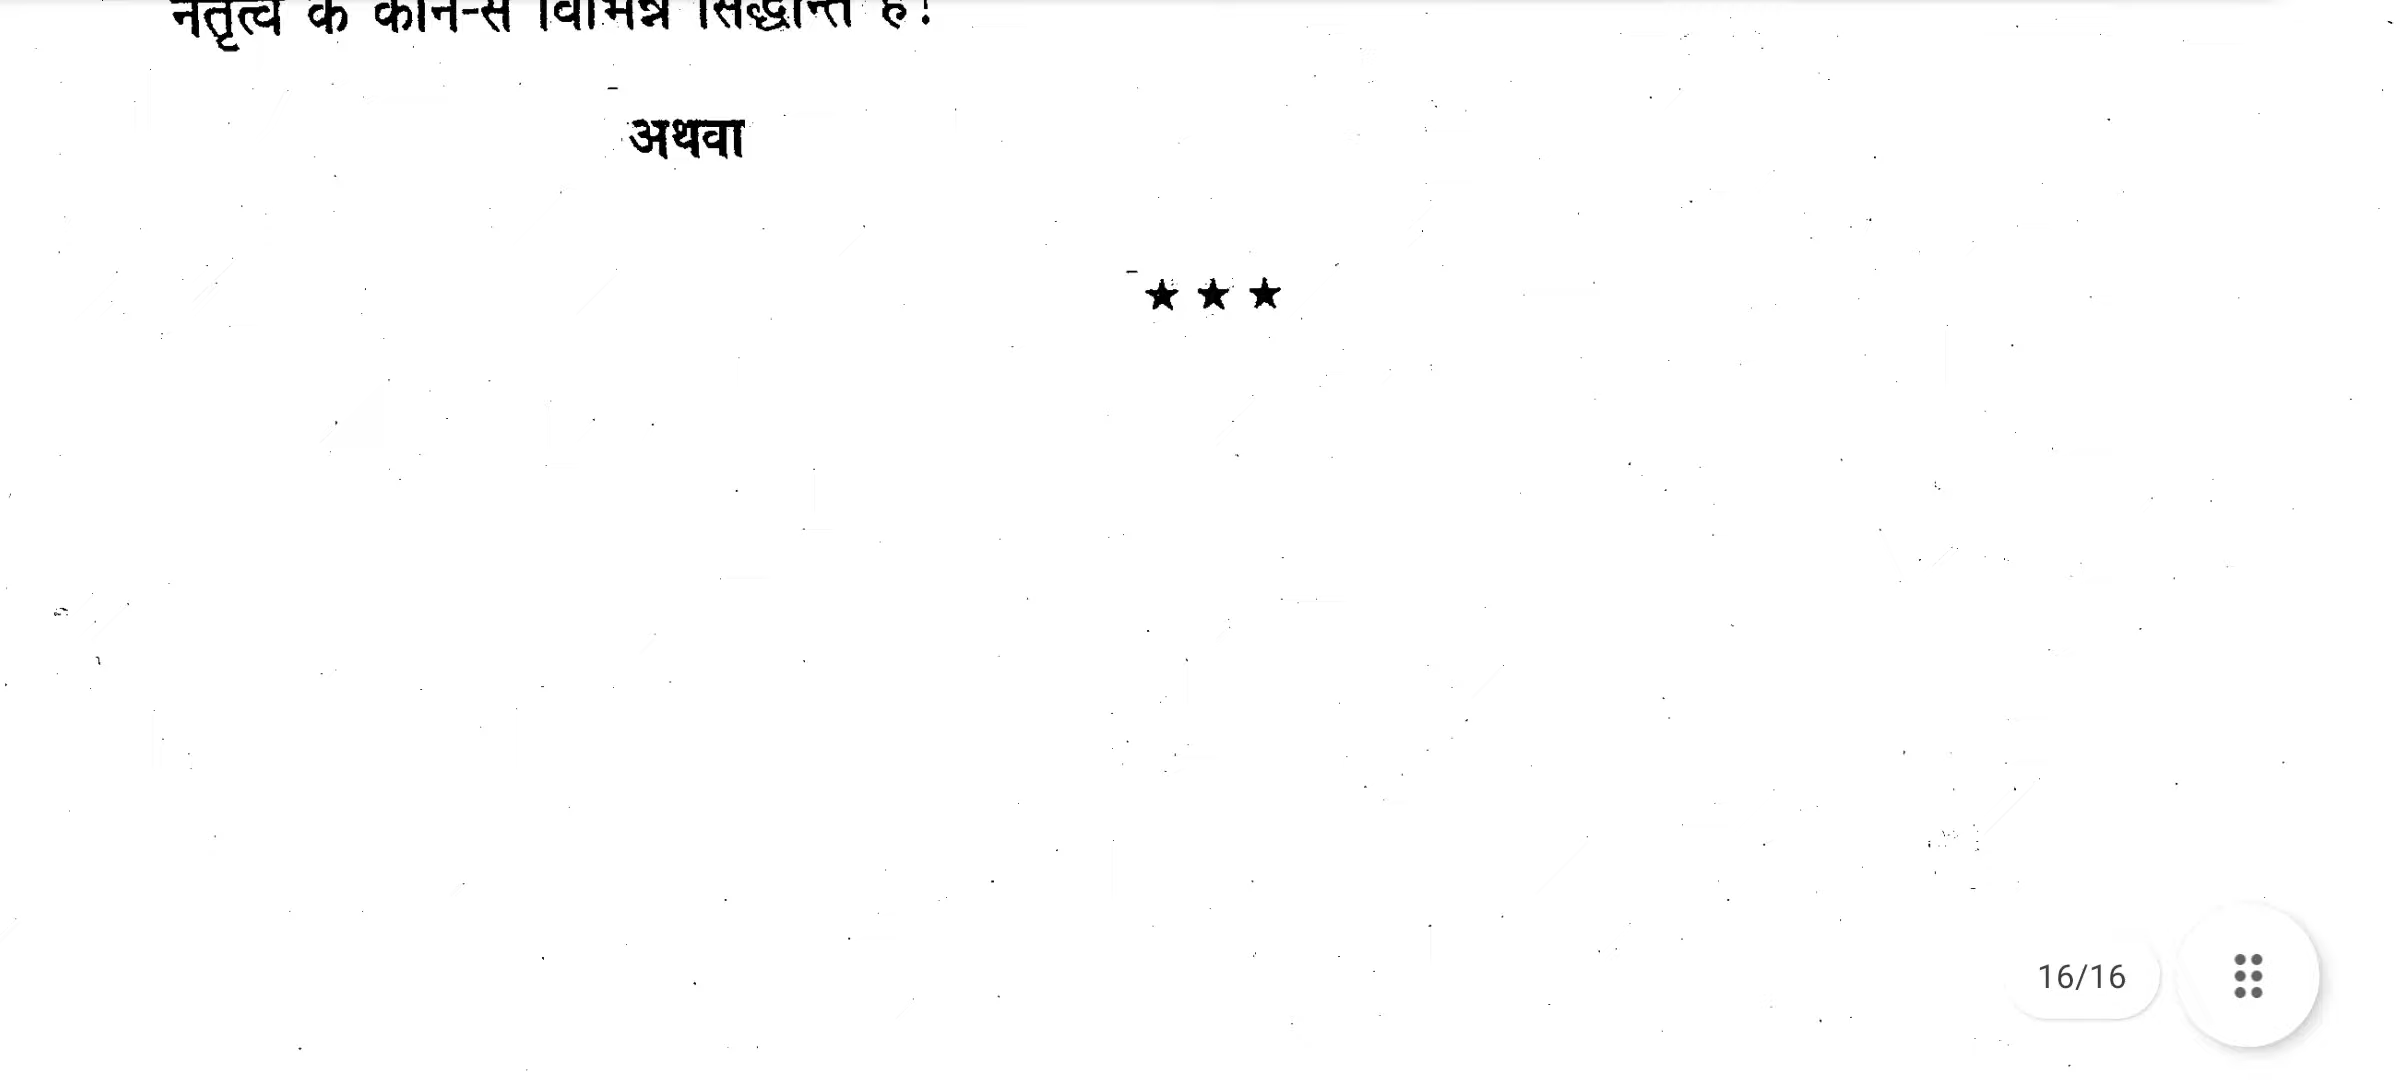 नेतृत्व के कौन-से विभिन्न सिद्धान्त हैं?
अथवा
★ ★ ★
16/16